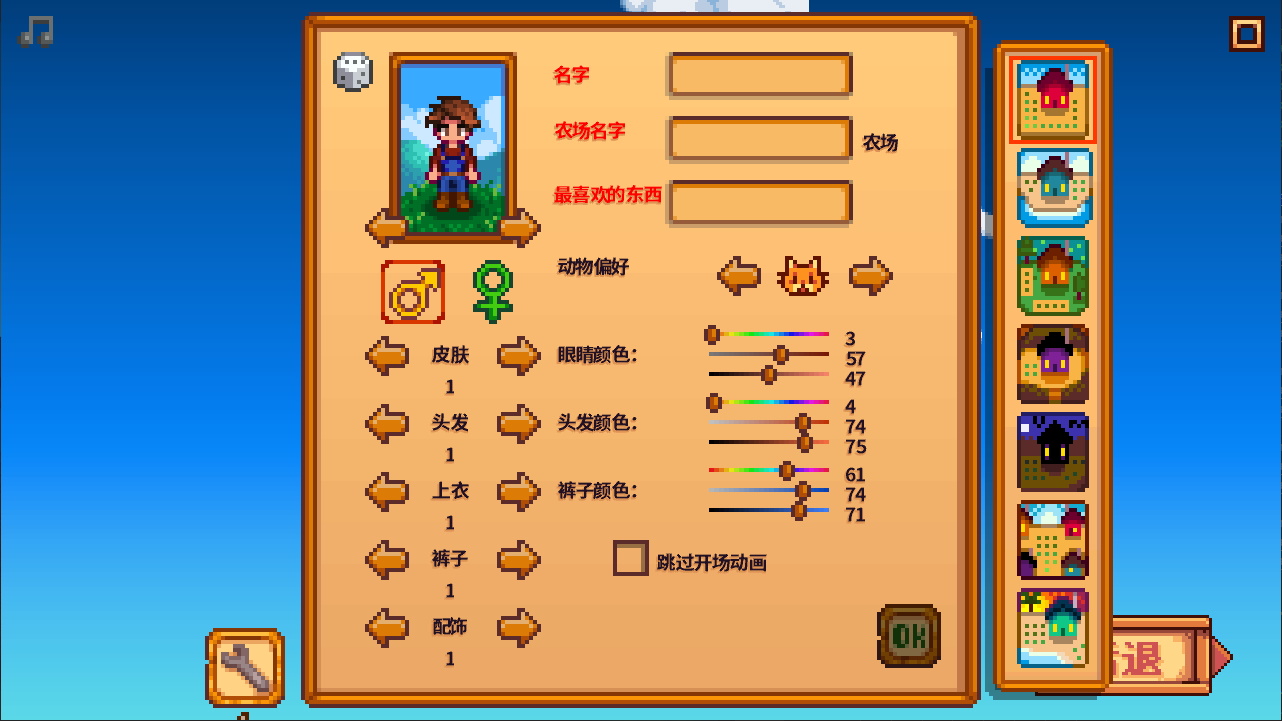 名字
农场名字
农场
最喜欢的东西
动物偏好
皮肤
1
眼睛颜色:
3
57
47
头发
1
头发颜色:
4
74
75
上衣
1
裤子颜色:
61
74
71
裤子
1
跳过开场动画
配饰
1
OK
退